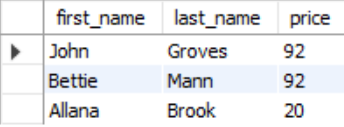 first_name last_name price
John Groves 92
Bettie Mann 92
Allana Brook 20